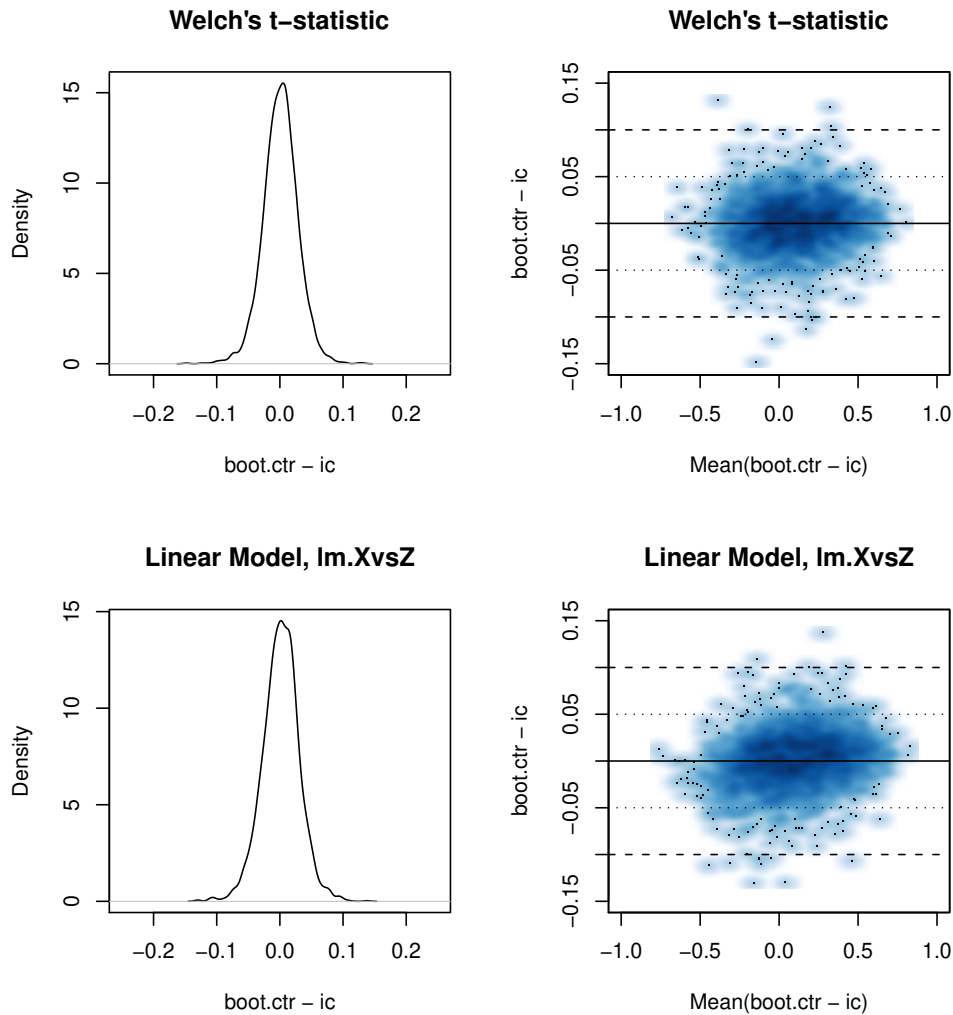 Welch's t−statistic
Density
0
5
10
15
−0.2 −0.1 0.0 0.1 0.2
boot.ctr − ic
Welch's t−statistic
boot.ctr − ic
−0.15 −0.05 0.05 0.15
−1.0 −0.5 0.0 0.5 1.0
Mean(boot.ctr − ic)
Linear Model, lm.XvsZ
Density
0
5
10
15
−0.2 −0.1 0.0 0.1 0.2
boot.ctr − ic
Linear Model, lm.XvsZ
boot.ctr − ic
−0.15 −0.05 0.05 0.15
−1.0 −0.5 0.0 0.5 1.0
Mean(boot.ctr − ic)